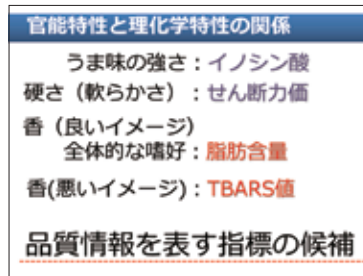 官能特性と理化学特性の関係
うま味の強さ：イノシン酸
硬さ（軟らかさ）：せん断力価
香（良いイメージ）
全体的な嗜好：脂肪含量
香(悪いイメージ)：TBARS値
品質情報を表す指標の候補